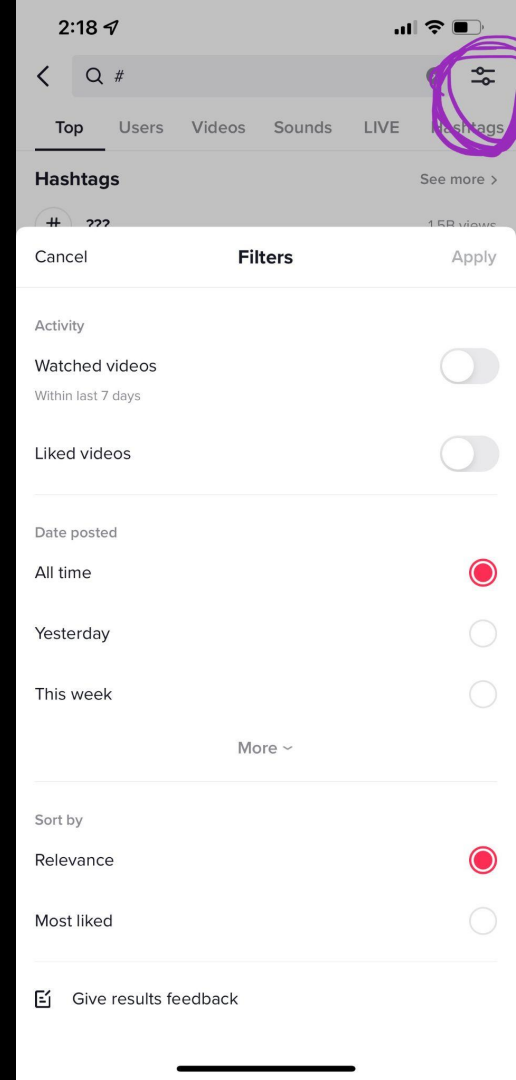 2:18
#
Top Users Videos Sounds LIVE Hashtags
Hashtags See more >
# ??? 1.5B views
Cancel Filters Apply
Activity
Watched videos
Within last 7 days
Liked videos
Date posted
All time
Yesterday
This week
More
Sort by
Relevance
Most liked
Give results feedback